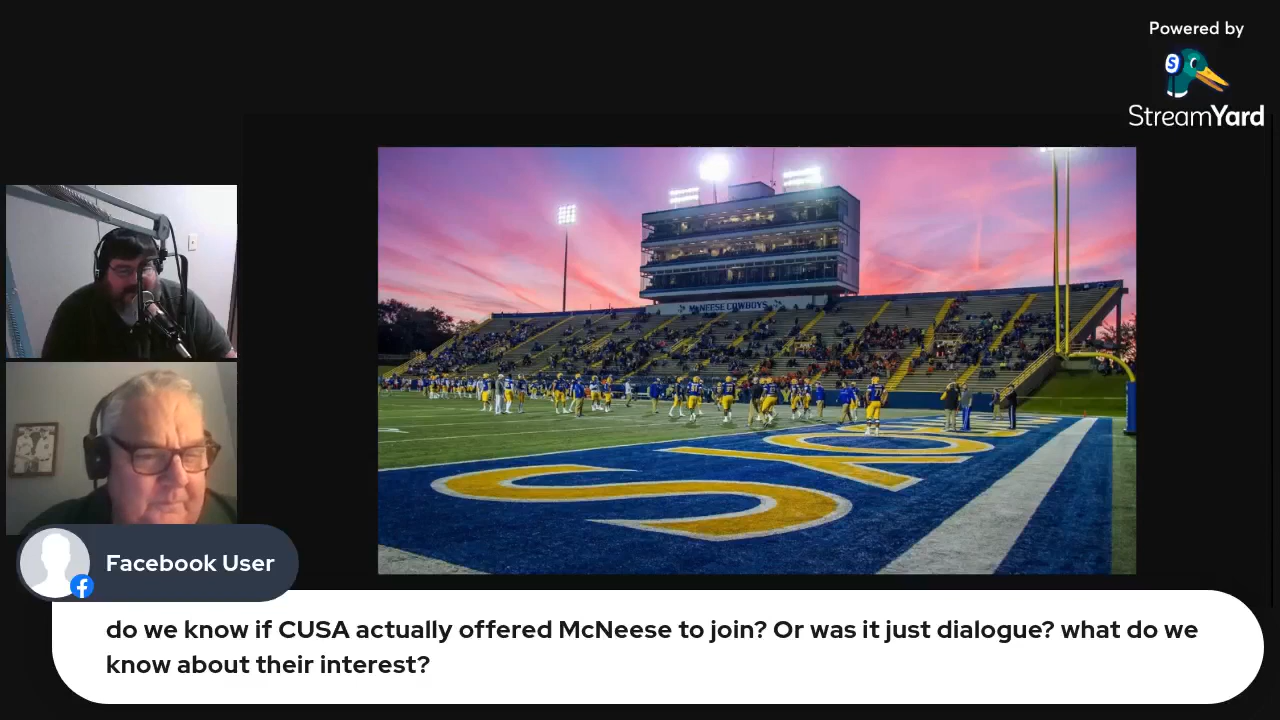 Powered by
S
StreamYard
McNEESE COWBOYS
Facebook User
do we know if CUSA actually offered McNeese to join? Or was it just dialogue? what do we
know about their interest?